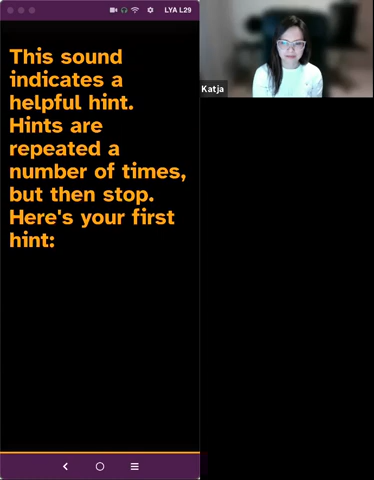 LYA L29
This sound
indicates a
helpful hint.
Hints are
repeated a
number of times,
but then stop.
Here's your first
hint:
Katja